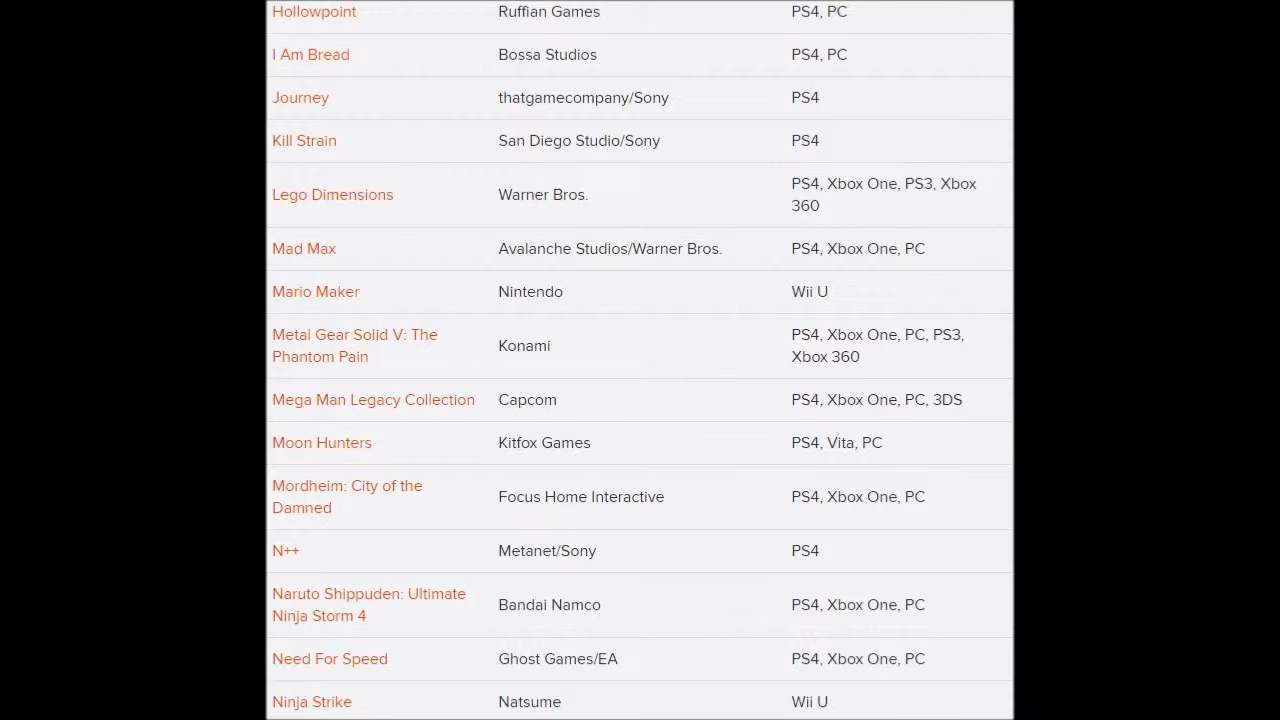 Hollowpoint Ruffian Games PS4, PC
I Am Bread Bossa Studios PS4, PC
Journey thatgamecompany/Sony PS4
Kill Strain San Diego Studio/Sony PS4
Lego Dimensions Warner Bros. PS4, Xbox One, PS3, Xbox
360
Mad Max Avalanche Studios/Warner Bros. PS4, Xbox One, PC
Mario Maker Nintendo Wii U
Metal Gear Solid V: The
Phantom Pain
Konami
PS4, Xbox One, PC, PS3,
Xbox 360
Mega Man Legacy Collection Capcom PS4, Xbox One, PC, 3DS
Moon Hunters Kitfox Games PS4, Vita, PC
Mordheim: City of the
Damned
Focus Home Interactive PS4, Xbox One, PC
N++ Metanet/Sony PS4
Naruto Shippuden: Ultimate
Ninja Storm 4
Bandai Namco PS4, Xbox One, PC
Need For Speed Ghost Games/EA PS4, Xbox One, PC
Ninja Strike Natsume Wii U